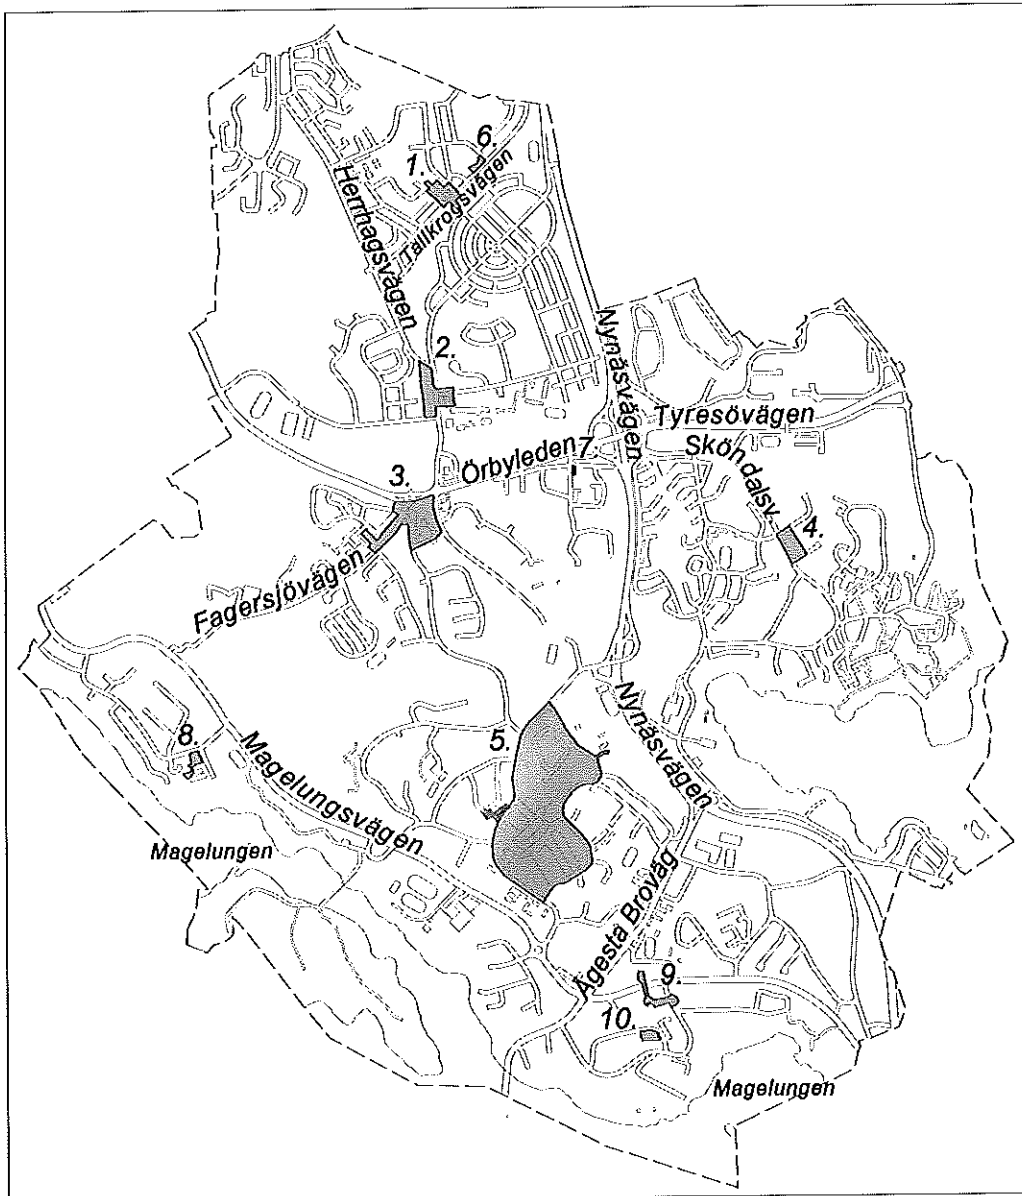 6.
1.
Herrhagsvägen
Tallkrogsvägen
2.
Nynäsvägen
Tyresövägen
Sköndalsv.
Örbyleden
7.
3.
4.
Fagersjövägen
Nynäsvägen
5.
8.
Magelungsvägen
Magelungen
Ågesta Broväg
9.
10.
Magelungen